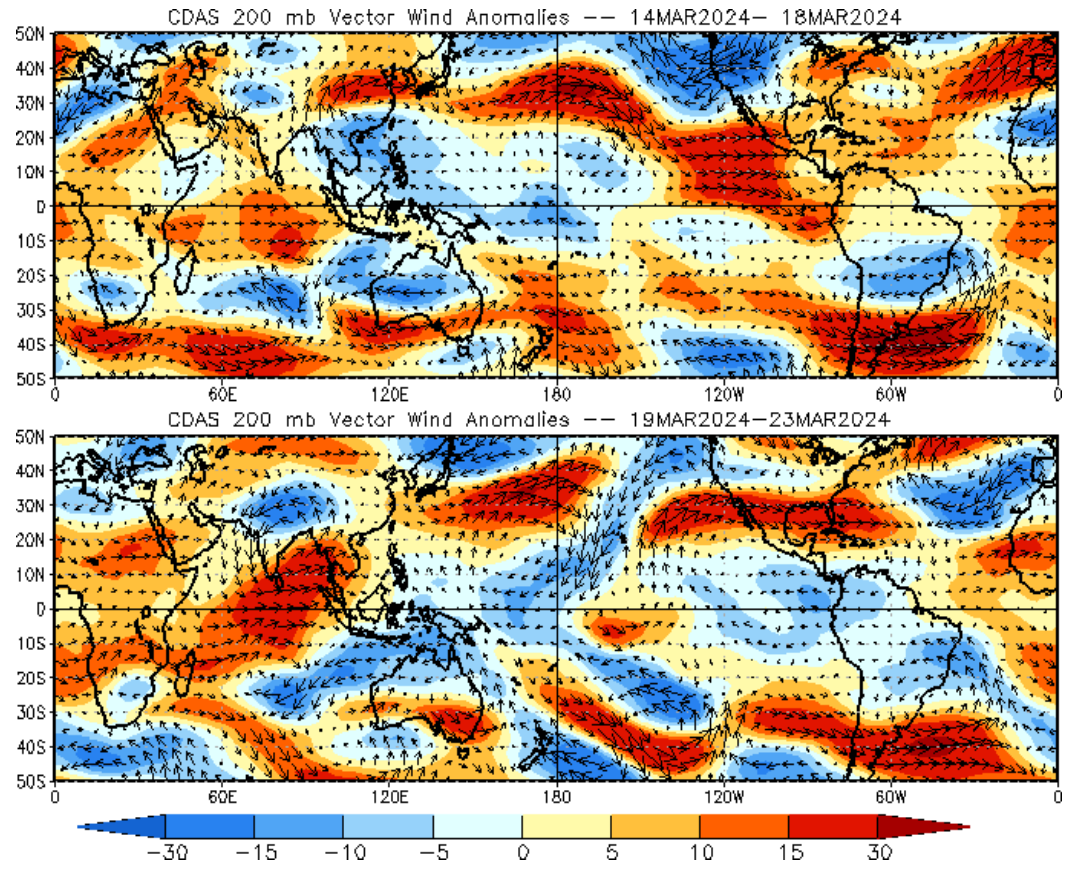 CDAS 200 mb Vector Wind Anomalies -- 14MAR2024- 18MAR2024
50N
40N
30N
20N
10N
0
10S
20S
30S
40S
50S
0 60E 120E 180 120W 60W 0
CDAS 200 mb Vector Wind Anomalies -- 19MAR2024-23MAR2024
50N
40N
30N
20N
10N
0
10S
20S
30S
40S
50S
0 60E 120E 180 120W 60W 0
-30 -15 -10 -5 0 5 10 15 30